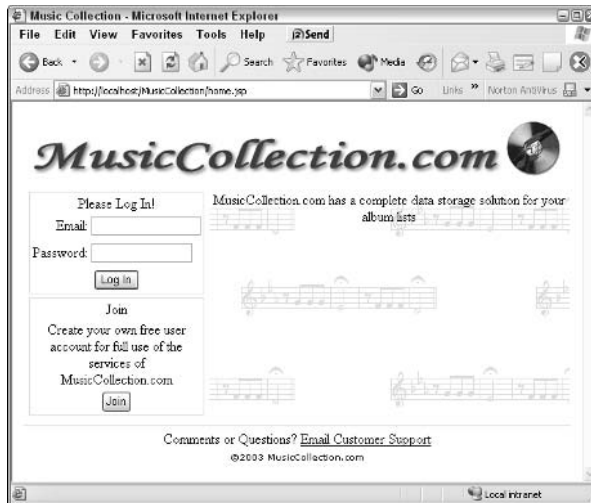 Music Collection - Microsoft Internet Explorer
File Edit View Favorites Tools Help Send
Back Search Favorites Media
Address http://localhost/MusicCollection/home.jsp Go Links » Norton AntiVirus
MusicCollection.com
Please Log In!
Email:
Password:
Log In
MusicCollection.com has a complete data storage solution for your
album lists
Join
Create your own free user
account for full use of the
services of
MusicCollection.com
Join
Comments or Questions? Email Customer Support
©2003 MusicCollection.com
Local intranet